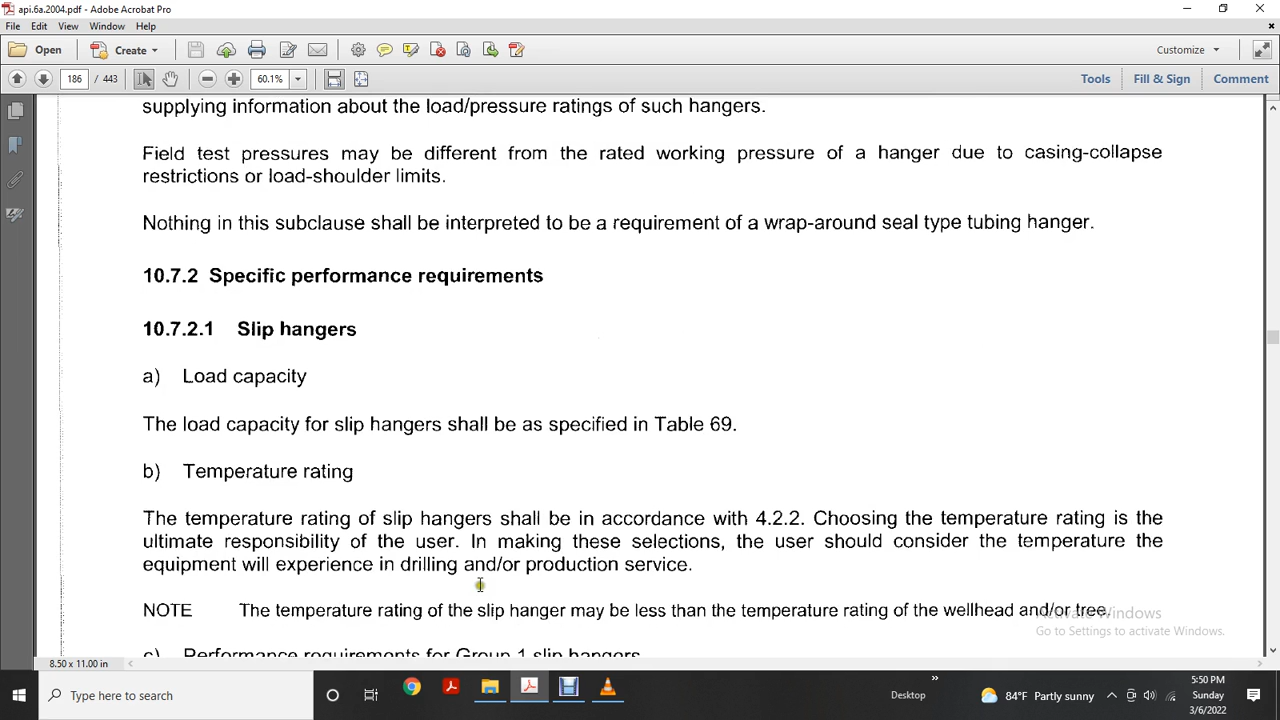 api.6a.2004.pdf - Adobe Acrobat Pro
File Edit View Window Help
Open Create Customize
186 / 443 60.1% Tools Fill & Sign Comment
supplying information about the load/pressure ratings of such hangers.
Field test pressures may be different from the rated working pressure of a hanger due to casing-collapse
restrictions or load-shoulder limits.
Nothing in this subclause shall be interpreted to be a requirement of a wrap-around seal type tubing hanger.
10.7.2 Specific performance requirements
10.7.2.1 Slip hangers
a) Load capacity
The load capacity for slip hangers shall be as specified in Table 69.
b) Temperature rating
The temperature rating of slip hangers shall be in accordance with 4.2.2. Choosing the temperature rating is the
ultimate responsibility of the user. In making these selections, the user should consider the temperature the
equipment will experience in drilling and/or production service.
NOTE The temperature rating of the slip hanger may be less than the temperature rating of the wellhead and/or tree.
Activate Windows
Go to Settings to activate Windows.
c) Performance requirements for Group 1 slip hangers
8.50 x 11.00 in
Type here to search
Desktop
84°F Partly sunny
5:50 PM
Sunday
3/6/2022